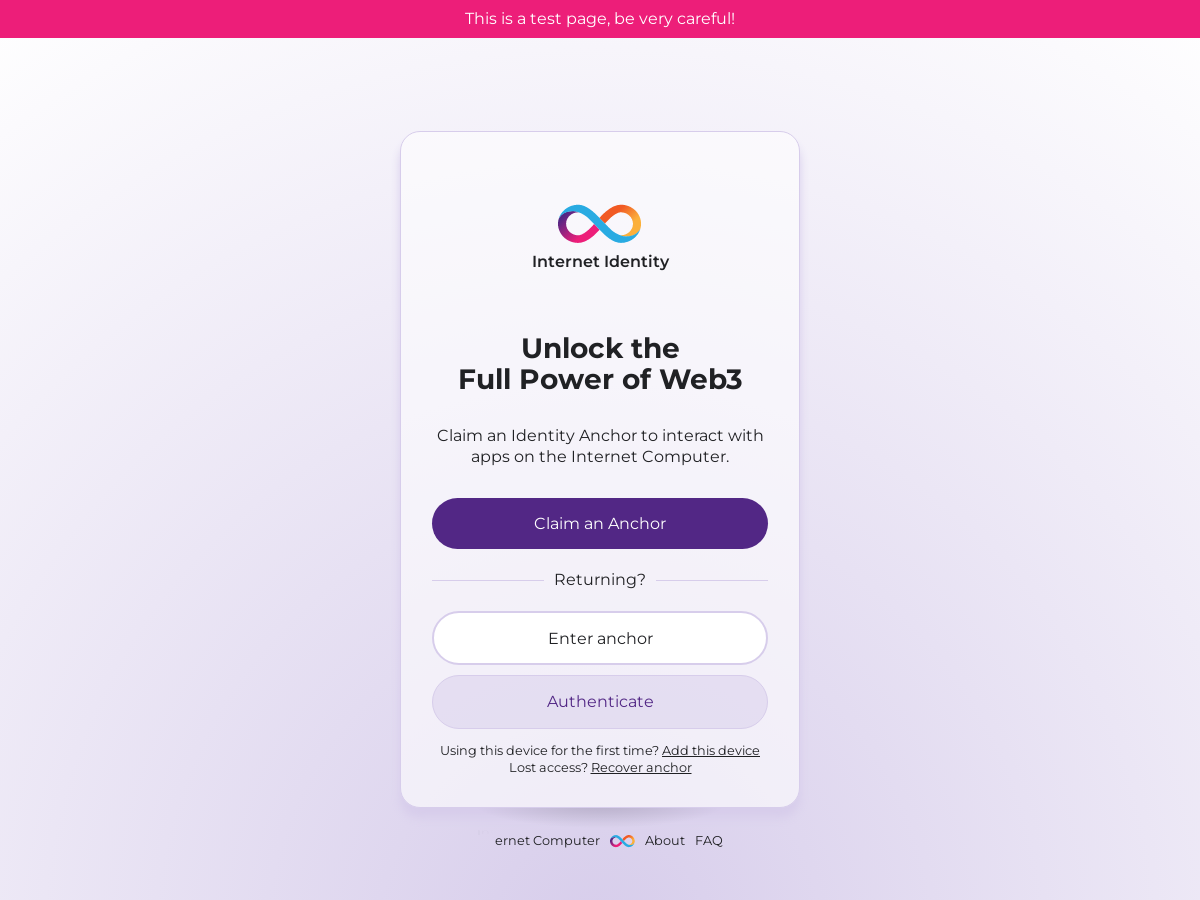 This is a test page, be very careful!
Internet Identity
Unlock the
Full Power of Web3
Claim an Identity Anchor to interact with
apps on the Internet Computer.
Claim an Anchor
Returning?
Enter anchor
Authenticate
Using this device for the first time? Add this device
Lost access? Recover anchor
ernet Computer About FAQ